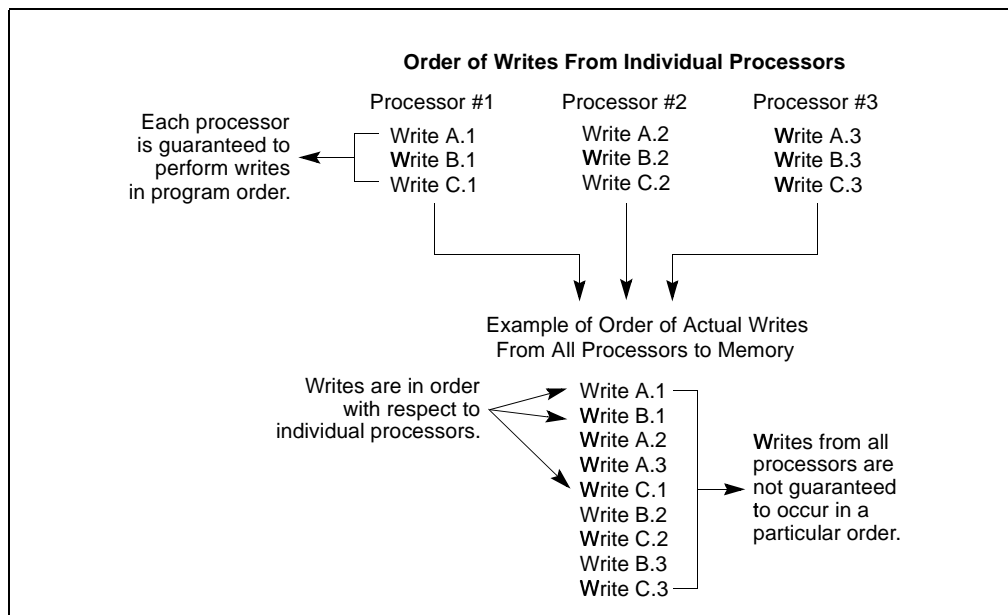 Order of Writes From Individual Processors
Processor #1
Processor #2
Processor #3
Each processor
is guaranteed to
perform writes
in program order.
Write A.1
Write B.1
Write C.1
Write A.2
Write B.2
Write C.2
Write A.3
Write B.3
Write C.3
Example of Order of Actual Writes
From All Processors to Memory
Writes are in order
with respect to
individual processors.
Write A.1
Write B.1
Write A.2
Write A.3
Write C.1
Write B.2
Write C.2
Write B.3
Write C.3
Writes from all
processors are
not guaranteed
to occur in a
particular order.